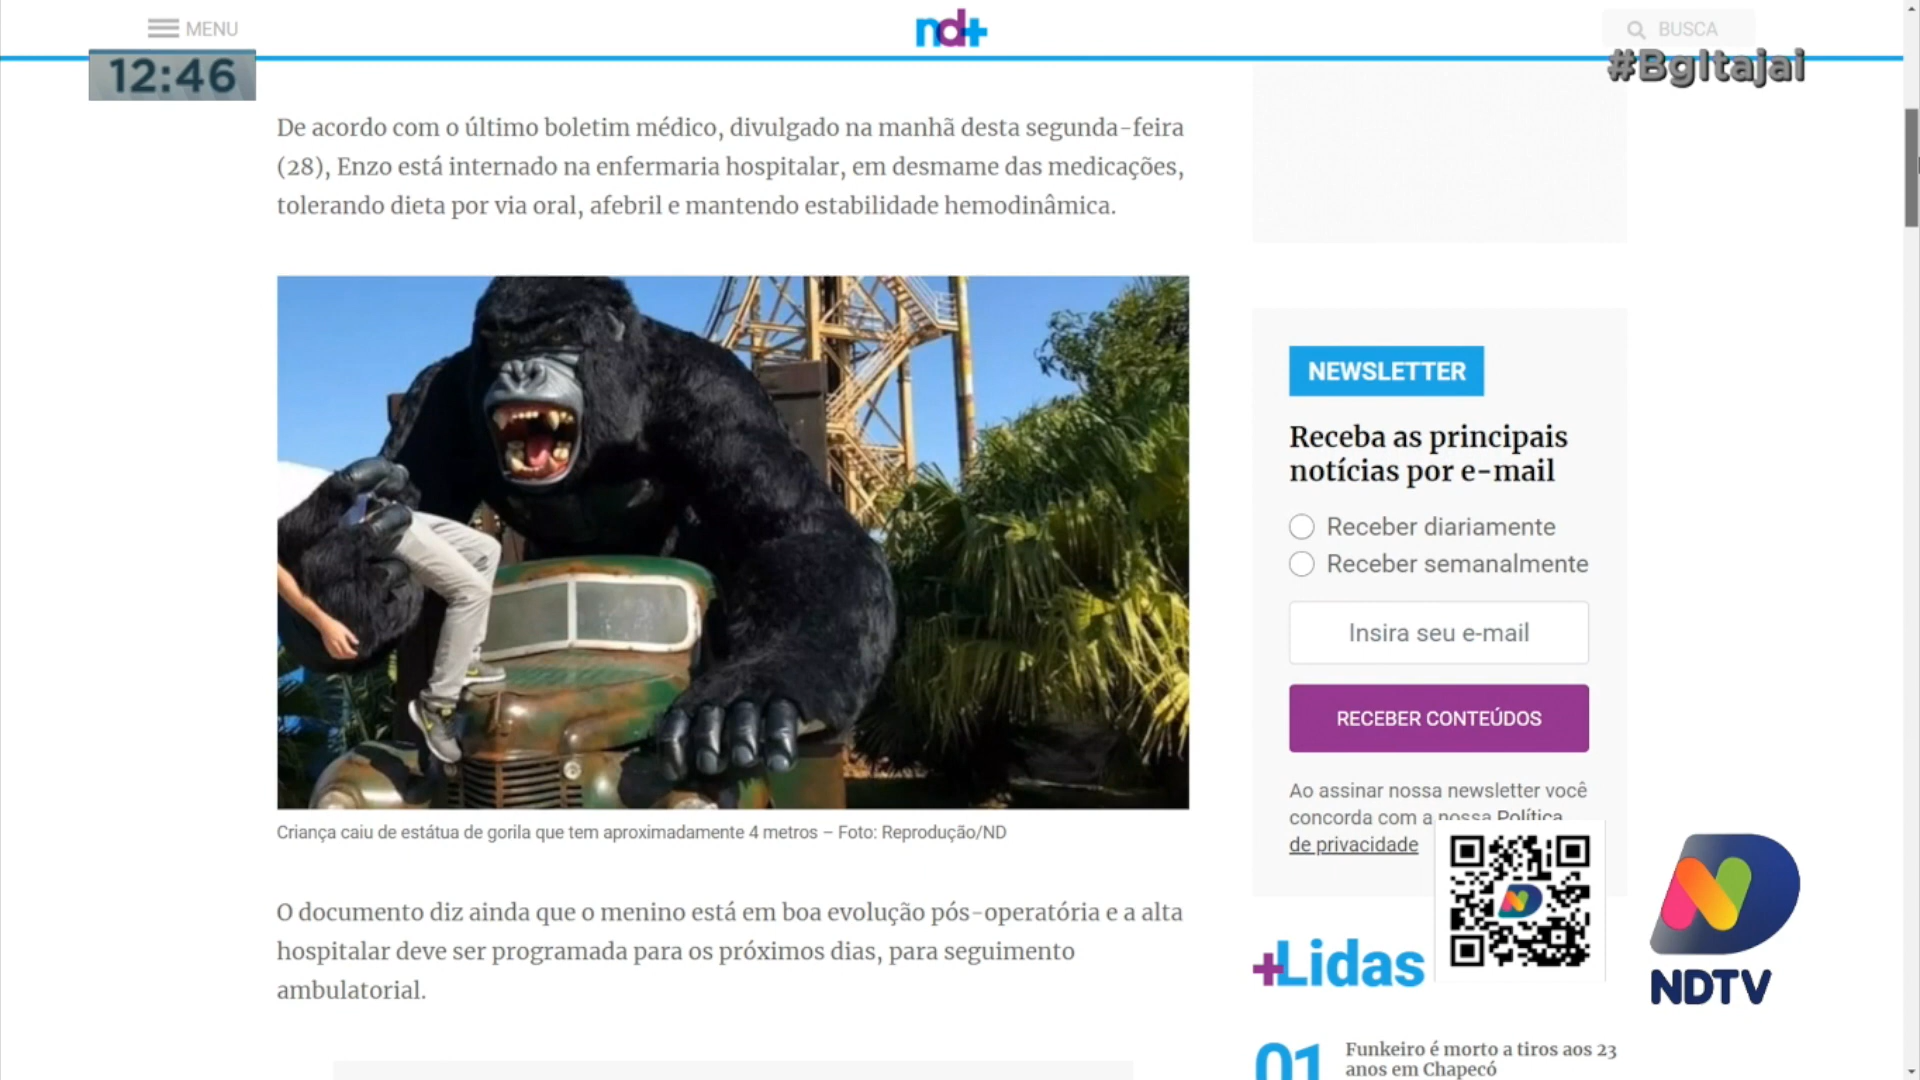 MENU
nd+
BUSCA
12:46
#BgItajai
De acordo com o último boletim médico, divulgado na manhã desta segunda-feira
(28), Enzo está internado na enfermaria hospitalar, em desmame das medicações,
tolerando dieta por via oral, afebril e mantendo estabilidade hemodinâmica.
Criança caiu de estátua de gorila que tem aproximadamente 4 metros – Foto: Reprodução/ND
O documento diz ainda que o menino está em boa evolução pós-operatória e a alta
hospitalar deve ser programada para os próximos dias, para seguimento
ambulatorial.
NEWSLETTER
Receba as principais
notícias por e-mail
Receber diariamente
Receber semanalmente
Insira seu e-mail
RECEBER CONTEÚDOS
Ao assinar nossa newsletter você
concorda com a nossa Política
de privacidade
+Lidas
NDTV
01
Funkeiro é morto a tiros aos 23
anos em Chapecó